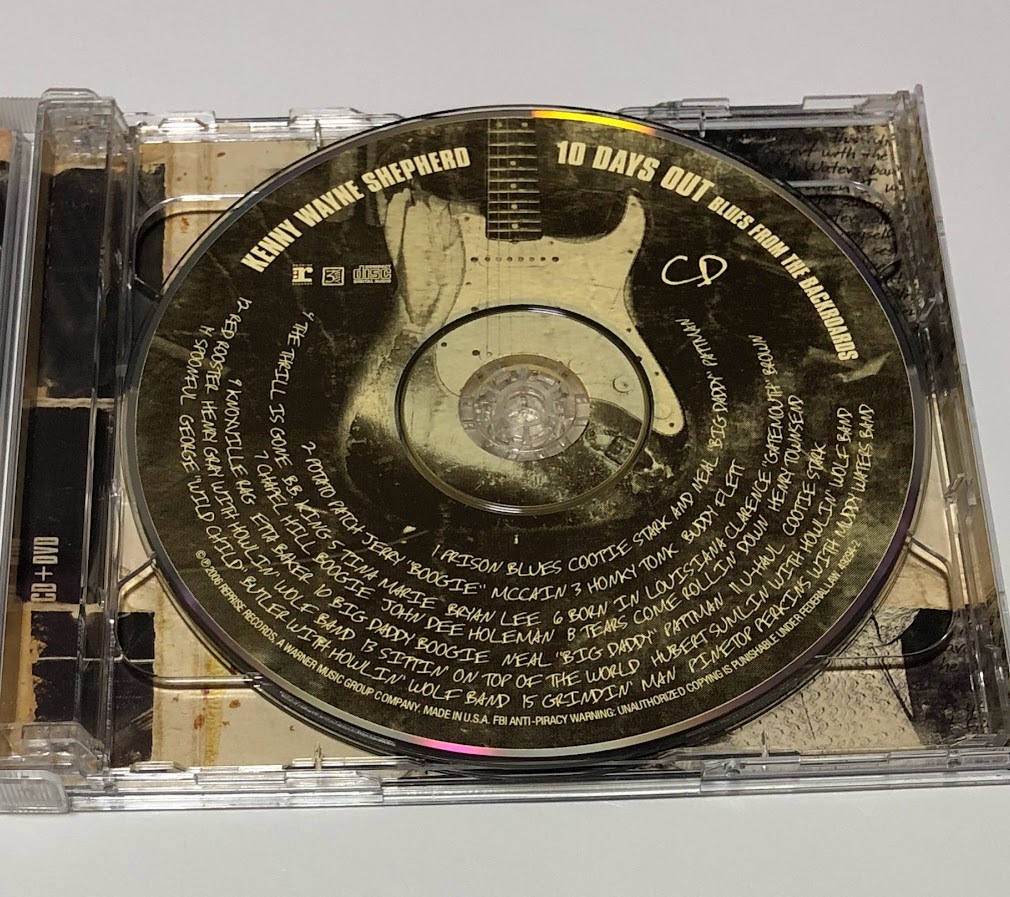 KENNY WAYNE SHEPHERD
10 DAYS OUT BLUES FROM THE BACKROADS
R
COMPACT
disc
DIGITAL AUDIO
CD
1 PRISON BLUES COOTIE STARK AND NEAL BIG DADDY PATTMAN
2 POTATO PATCH JERRY "BOOGIE" MCCAIN 3 HONKY TONK BUDDY FLETT
4 THE THRILL IS GONE B.B. KING 5 TINA MARIE BRYAN LEE 6 BORN IN LOUISIANA CLARENCE "GATEMOUTH" BROWN
7 CHAPEL HILL BOOGIE JOHN DEE HOLEMAN 8 TEARS COME ROLLIN DOWN HENRY TOWNSEND
9 KNOXVILLE RAG ETTA BAKER 10 BIG DADDY BOOGIE NEAL "BIG DADDY" PATTMAN 11 U-HAUL COOTIE STARK
12 RED ROOSTER HENRY GRAY WITH HOWLIN WOLF BAND 13 SITTIN' ON TOP OF THE WORLD HUBERT SUMLIN WITH HOWLIN' WOLF BAND
14 SPOONFUL GEORGE "WILD CHILD" BUTLER WITH HOWLIN' WOLF BAND 15 GRINDIN' MAN PINETOP PERKINS WITH MUDDY WATERS BAND
© ℗ 2006 REPRISE RECORDS. A WARNER MUSIC GROUP COMPANY. MADE IN U.S.A. FBI ANTI-PIRACY WARNING: UNAUTHORIZED COPYING IS PUNISHABLE UNDER FEDERAL LAW. 49294-2
CD+DVD